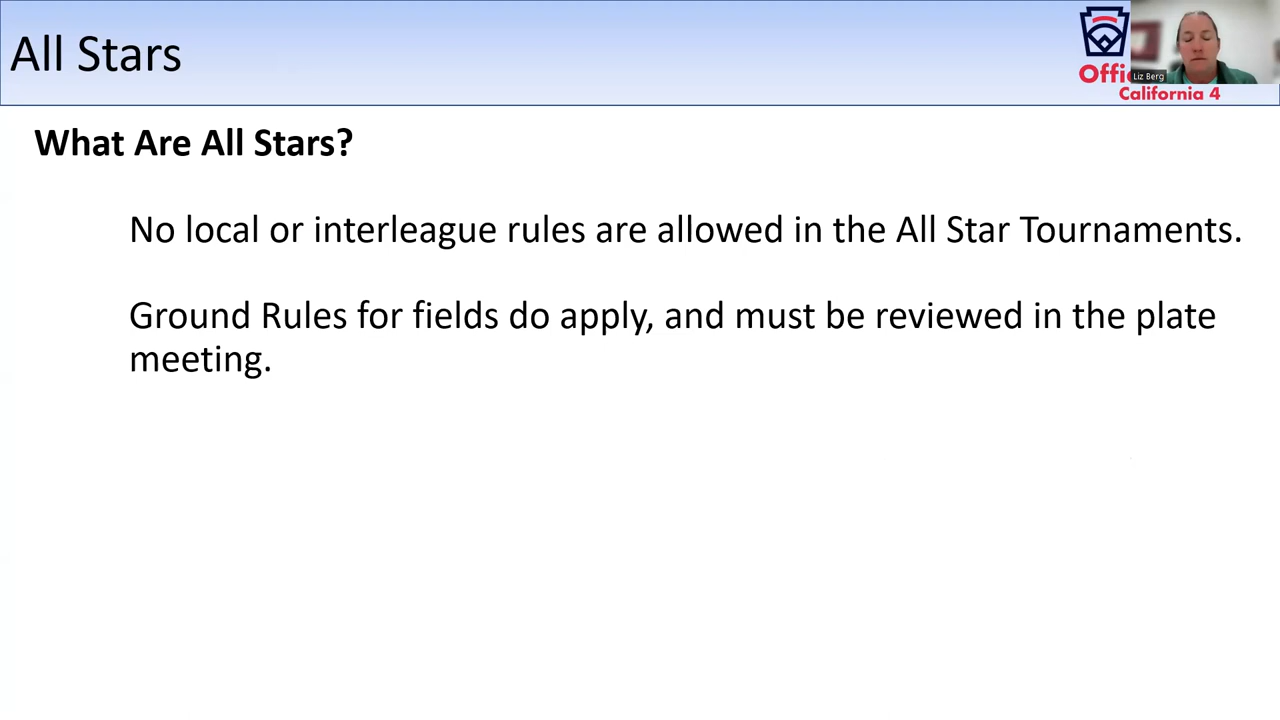 All Stars
Offi
Liz Berg
California 4
What Are All Stars?
No local or interleague rules are allowed in the All Star Tournaments.
Ground Rules for fields do apply, and must be reviewed in the plate
meeting.